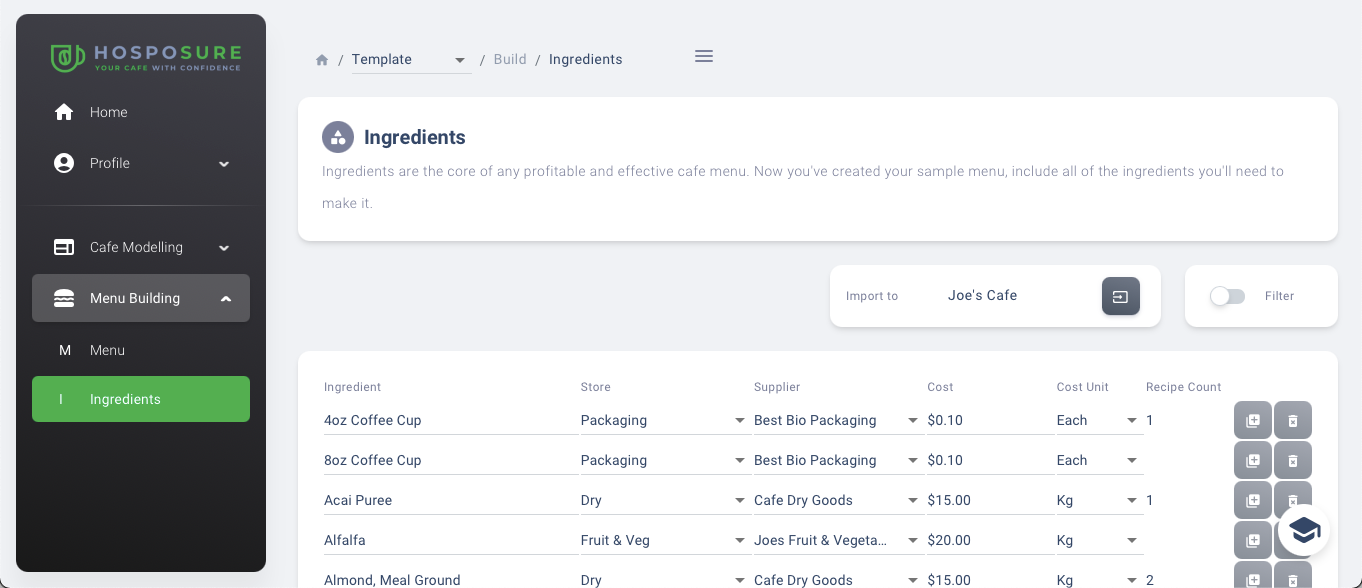 HOSPOSURE
YOUR CAFE WITH CONFIDENCE
Home
Profile
Cafe Modelling
Menu Building
M Menu
I Ingredients
/ Template / Build / Ingredients
Ingredients
Ingredients are the core of any profitable and effective cafe menu. Now you've created your sample menu, include all of the ingredients you'll need to
make it.
Import to Joe's Cafe
Filter
Ingredient Store Supplier Cost Cost Unit Recipe Count
4oz Coffee Cup Packaging Best Bio Packaging $0.10 Each 1
8oz Coffee Cup Packaging Best Bio Packaging $0.10 Each
Acai Puree Dry Cafe Dry Goods $15.00 Kg 1
Alfalfa Fruit & Veg Joes Fruit & Vegeta... $20.00 Kg
Almond, Meal Ground Dry Cafe Dry Goods $15.00 Kg 2